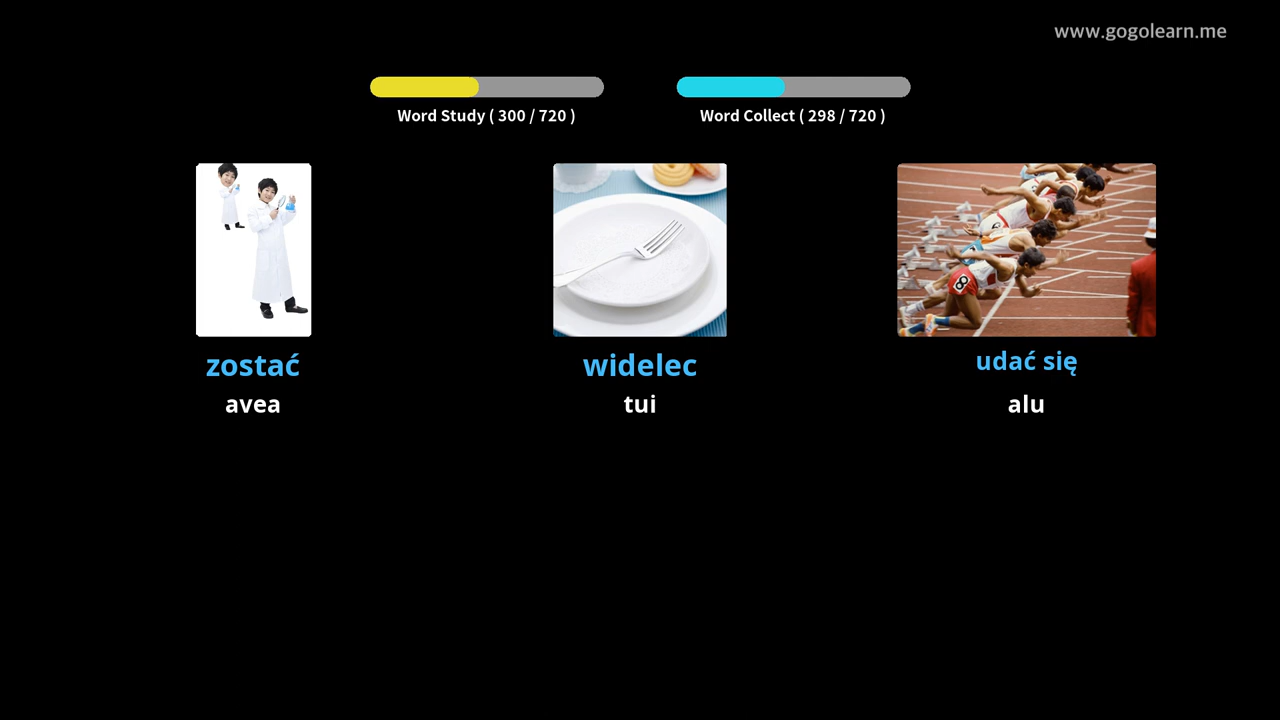 www.gogolearn.me
Word Study ( 300 / 720 )
Word Collect ( 298 / 720 )
zostać
widelec
udać się
avea
tui
alu